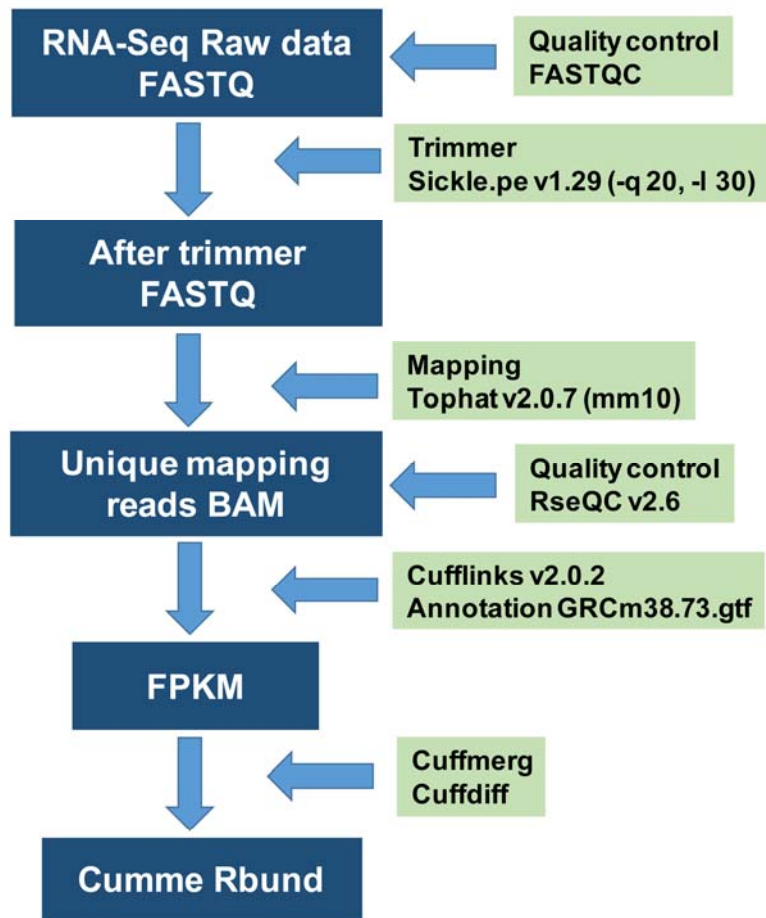 RNA-Seq Raw data
FASTQ
Quality control
FASTQC
Trimmer
Sickle.pe v1.29 (-q 20, -l 30)
After trimmer
FASTQ
Mapping
Tophat v2.0.7 (mm10)
Unique mapping
reads BAM
Quality control
RseQC v2.6
Cufflinks v2.0.2
Annotation GRCm38.73.gtf
FPKM
Cuffmerg
Cuffdiff
Cumme Rbund